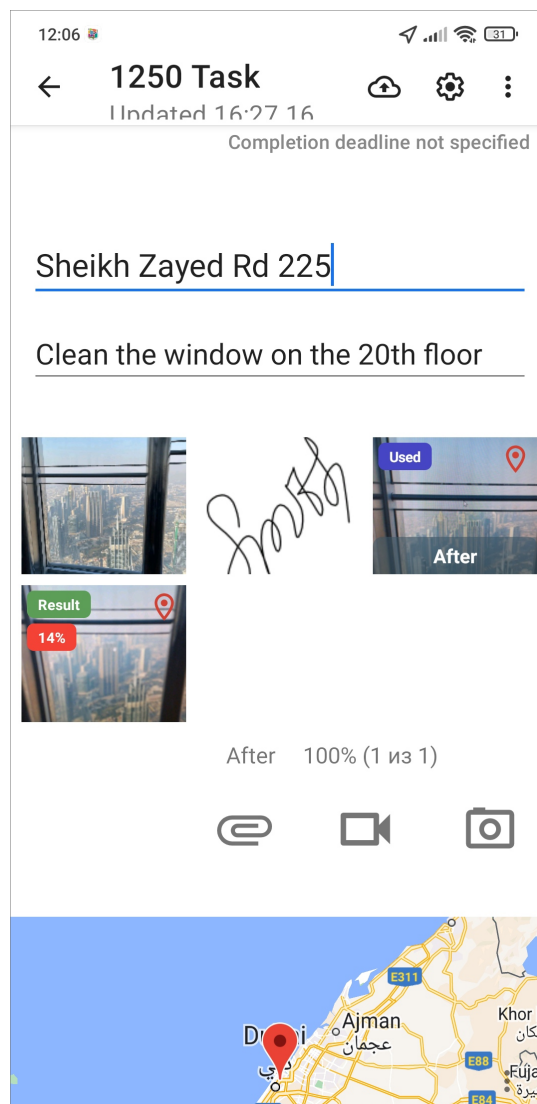 12:06
31
1250 Task
Updated 16:27 16
Completion deadline not specified
Sheikh Zayed Rd 225
Clean the window on the 20th floor
Used
After
Result
14%
After 100% (1 из 1)
E311
Ajman
عجمان
Khor
E88
E84